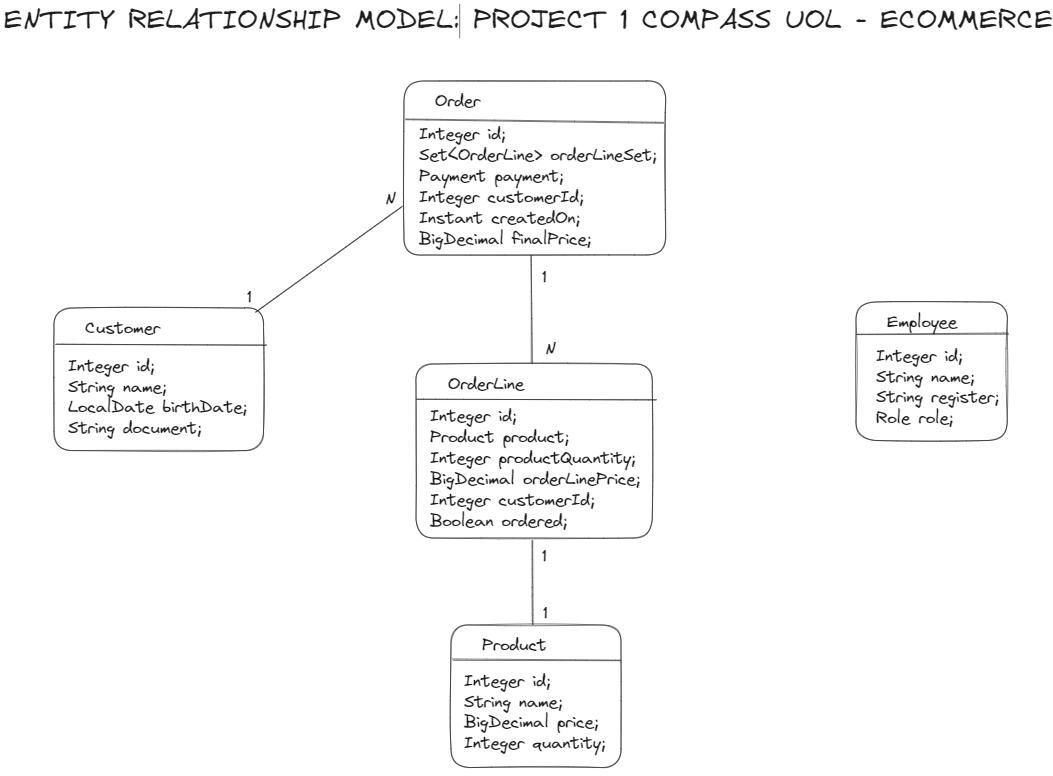 ENTITY RELATIONSHIP MODEL: PROJECT 1 COMPASS UOL - ECOMMERCE
Order
Integer id;
Set<OrderLine> orderLineSet;
Payment payment;
Integer customerId;
Instant createdOn;
BigDecimal finalPrice;
N
1
1
N
Customer
Integer id;
String name;
LocalDate birthDate;
String document;
Employee
Integer id;
String name;
String register;
Role role;
OrderLine
Integer id;
Product product;
Integer productQuantity;
BigDecimal orderLinePrice;
Integer customerId;
Boolean ordered;
1
1
Product
Integer id;
String name;
BigDecimal price;
Integer quantity;